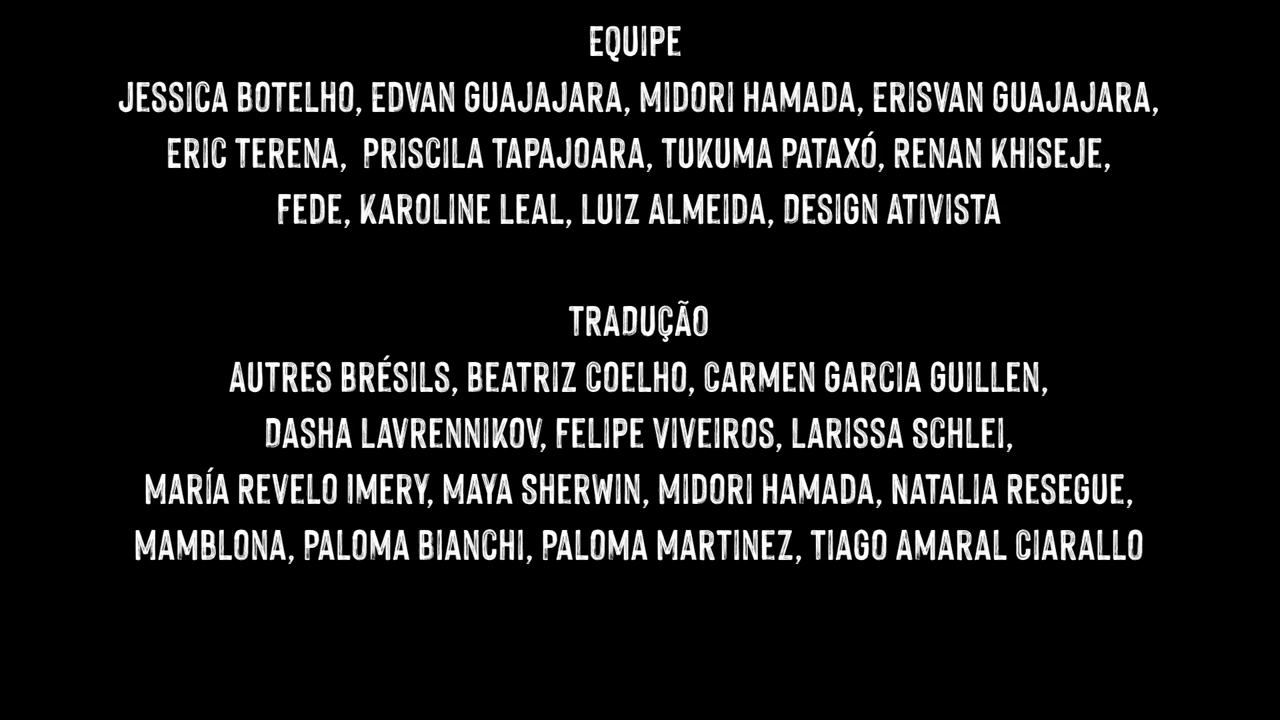 EQUIPE
JESSICA BOTELHO, EDVAN GUAJAJARA, MIDORI HAMADA, ERISVAN GUAJAJARA,
ERIC TERENA, PRISCILA TAPAJOARA, TUKUMA PATAXÓ, RENAN KHISEJE,
FEDE, KAROLINE LEAL, LUIZ ALMEIDA, DESIGN ATIVISTA
TRADUÇÃO
AUTRES BRÉSILS, BEATRIZ COELHO, CARMEN GARCIA GUILLEN,
DASHA LAVRENNIKOV, FELIPE VIVEIROS, LARISSA SCHLEI,
MARÍA REVELO IMERY, MAYA SHERWIN, MIDORI HAMADA, NATALIA RESEGUE,
MAMBLONA, PALOMA BIANCHI, PALOMA MARTINEZ, TIAGO AMARAL CIARALLO